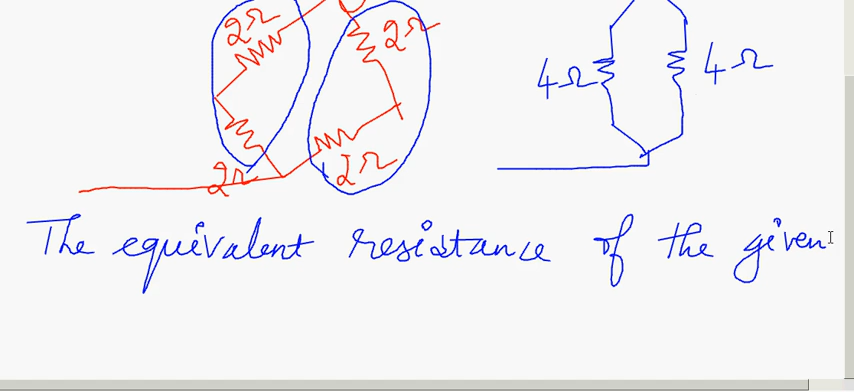 2Ω 2Ω
4Ω 4Ω
2Ω 2Ω
The equivalent resistance of the given